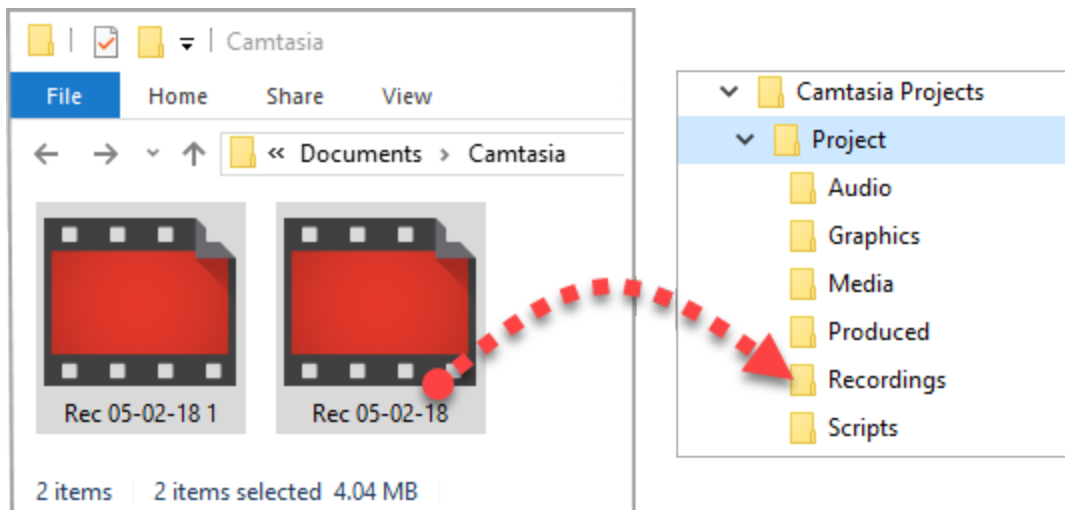 Camtasia
File Home Share View
« Documents › Camtasia
Rec 05-02-18 1 Rec 05-02-18
2 items 2 items selected 4.04 MB
Camtasia Projects
Project
Audio
Graphics
Media
Produced
Recordings
Scripts